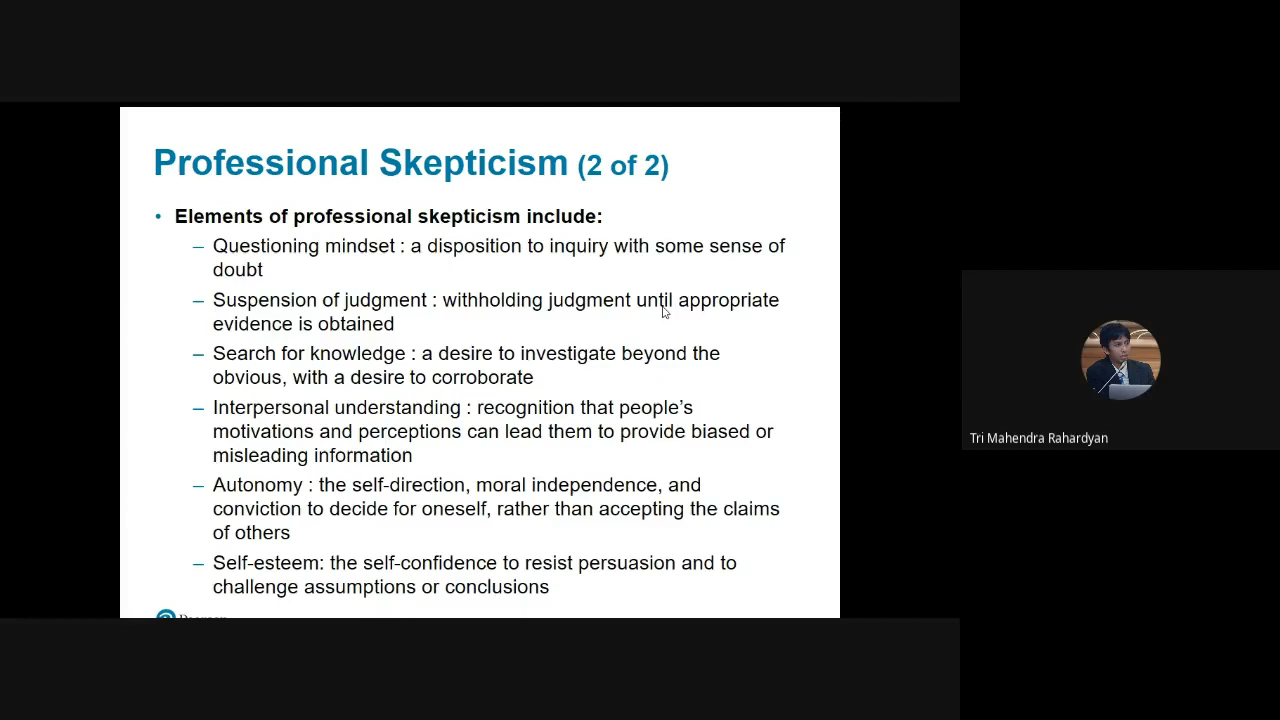 Professional Skepticism (2 of 2)
• Elements of professional skepticism include:
– Questioning mindset : a disposition to inquiry with some sense of
doubt
– Suspension of judgment : withholding judgment until appropriate
evidence is obtained
– Search for knowledge : a desire to investigate beyond the
obvious, with a desire to corroborate
– Interpersonal understanding : recognition that people’s
motivations and perceptions can lead them to provide biased or
misleading information
– Autonomy : the self-direction, moral independence, and
conviction to decide for oneself, rather than accepting the claims
of others
– Self-esteem: the self-confidence to resist persuasion and to
challenge assumptions or conclusions
Tri Mahendra Rahardyan